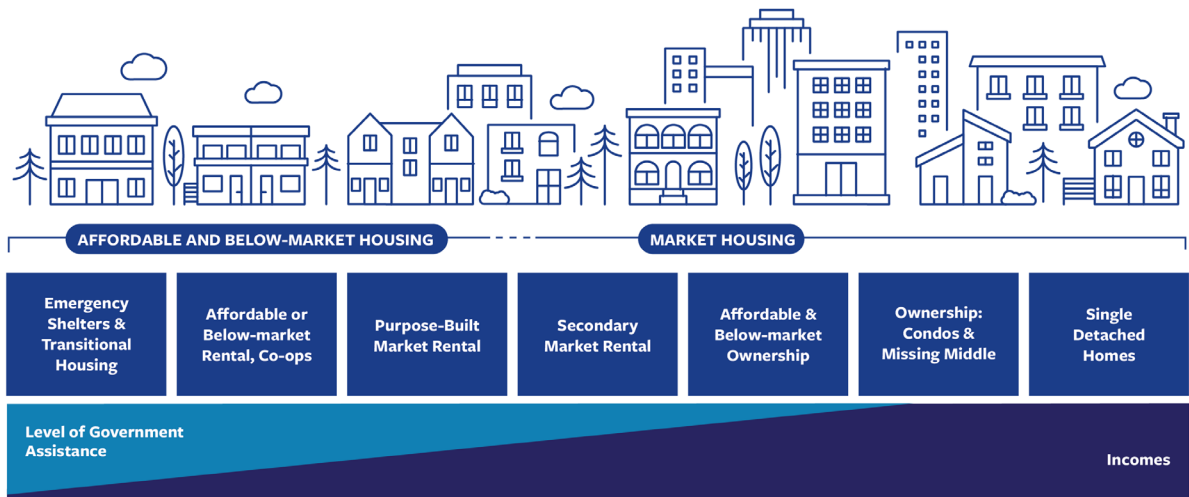 AFFORDABLE AND BELOW-MARKET HOUSING
MARKET HOUSING
Emergency
Shelters &
Transitional
Housing
Affordable or
Below-market
Rental, Co-ops
Purpose-Built
Market Rental
Secondary
Market Rental
Affordable &
Below-market
Ownership
Ownership:
Condos &
Missing Middle
Single
Detached
Homes
Level of Government
Assistance
Incomes